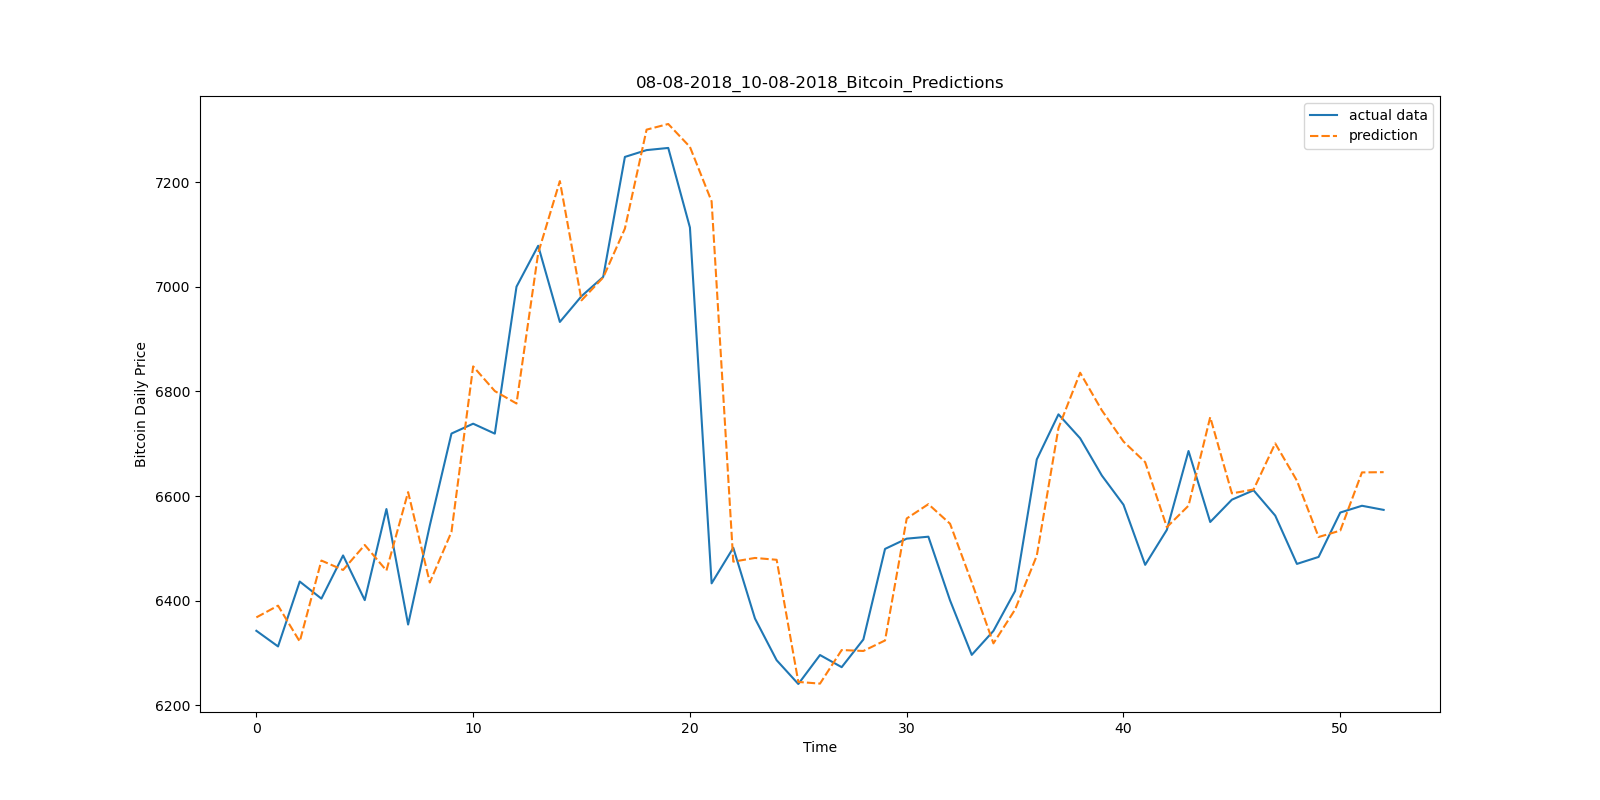 08-08-2018_10-08-2018_Bitcoin_Predictions
actual data
prediction
Bitcoin Daily Price
7200
7000
6800
6600
6400
6200
0 10 20 30 40 50
Time